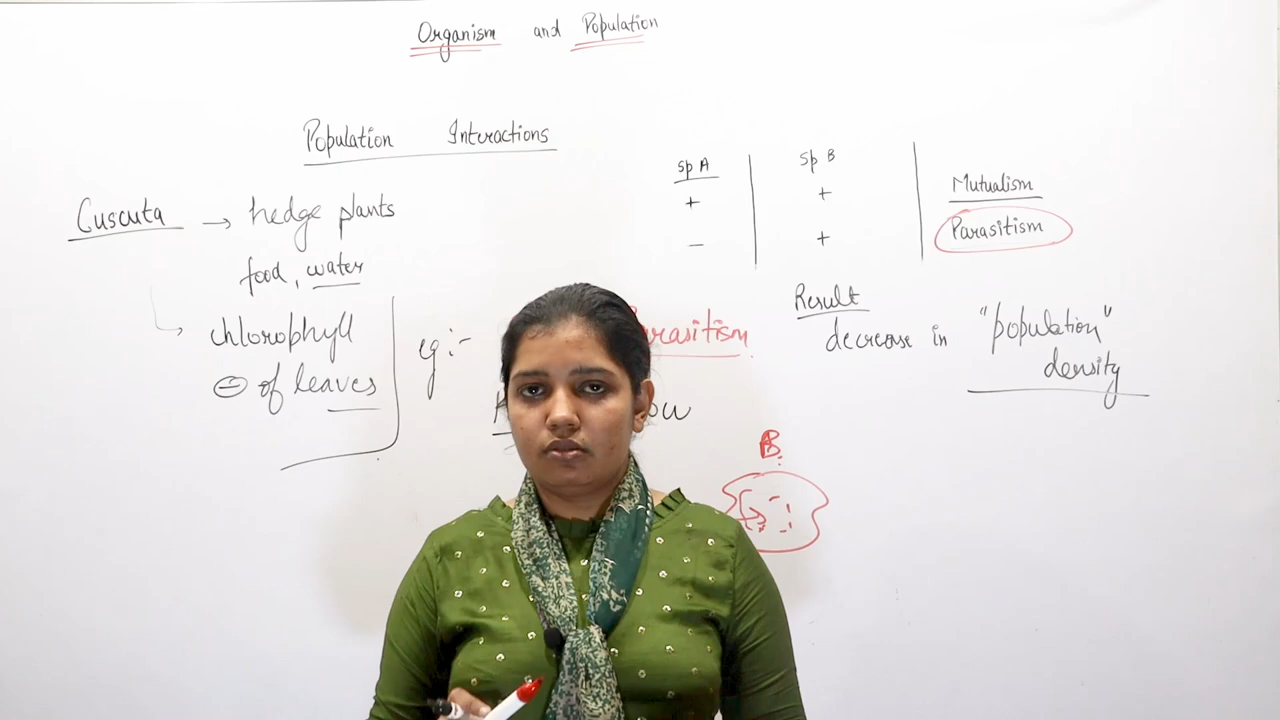 Organism and Population
Population Interactions
Cuscuta → hedge plants
food, water
chlorophyll
⊖ of leaves
eg:-
Sp A Sp B
+ + Mutualism
− + Parasitism
Result
decrease in "population"
density
B